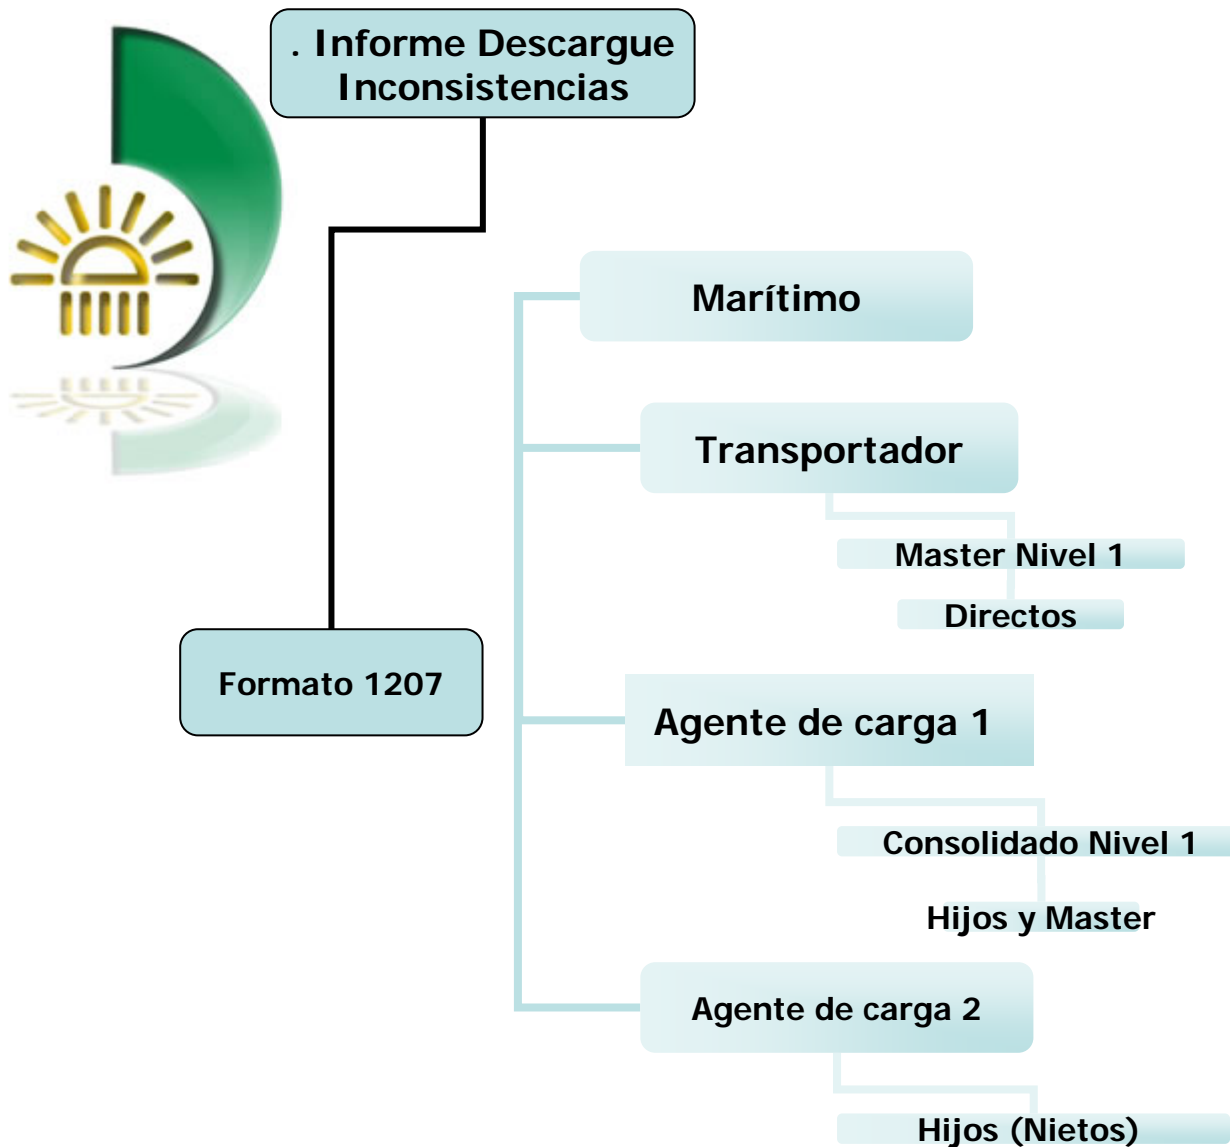 . Informe Descargue
Inconsistencias
Marítimo
Transportador
Master Nivel 1
Directos
Formato 1207
Agente de carga 1
Consolidado Nivel 1
Hijos y Master
Agente de carga 2
Hijos (Nietos)